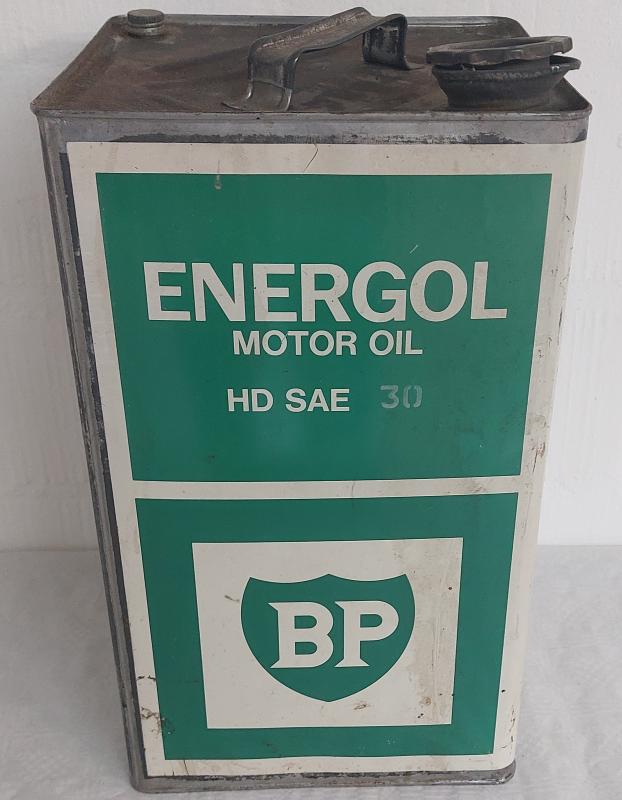 ENERGOL
MOTOR OIL
HD SAE 30
BP